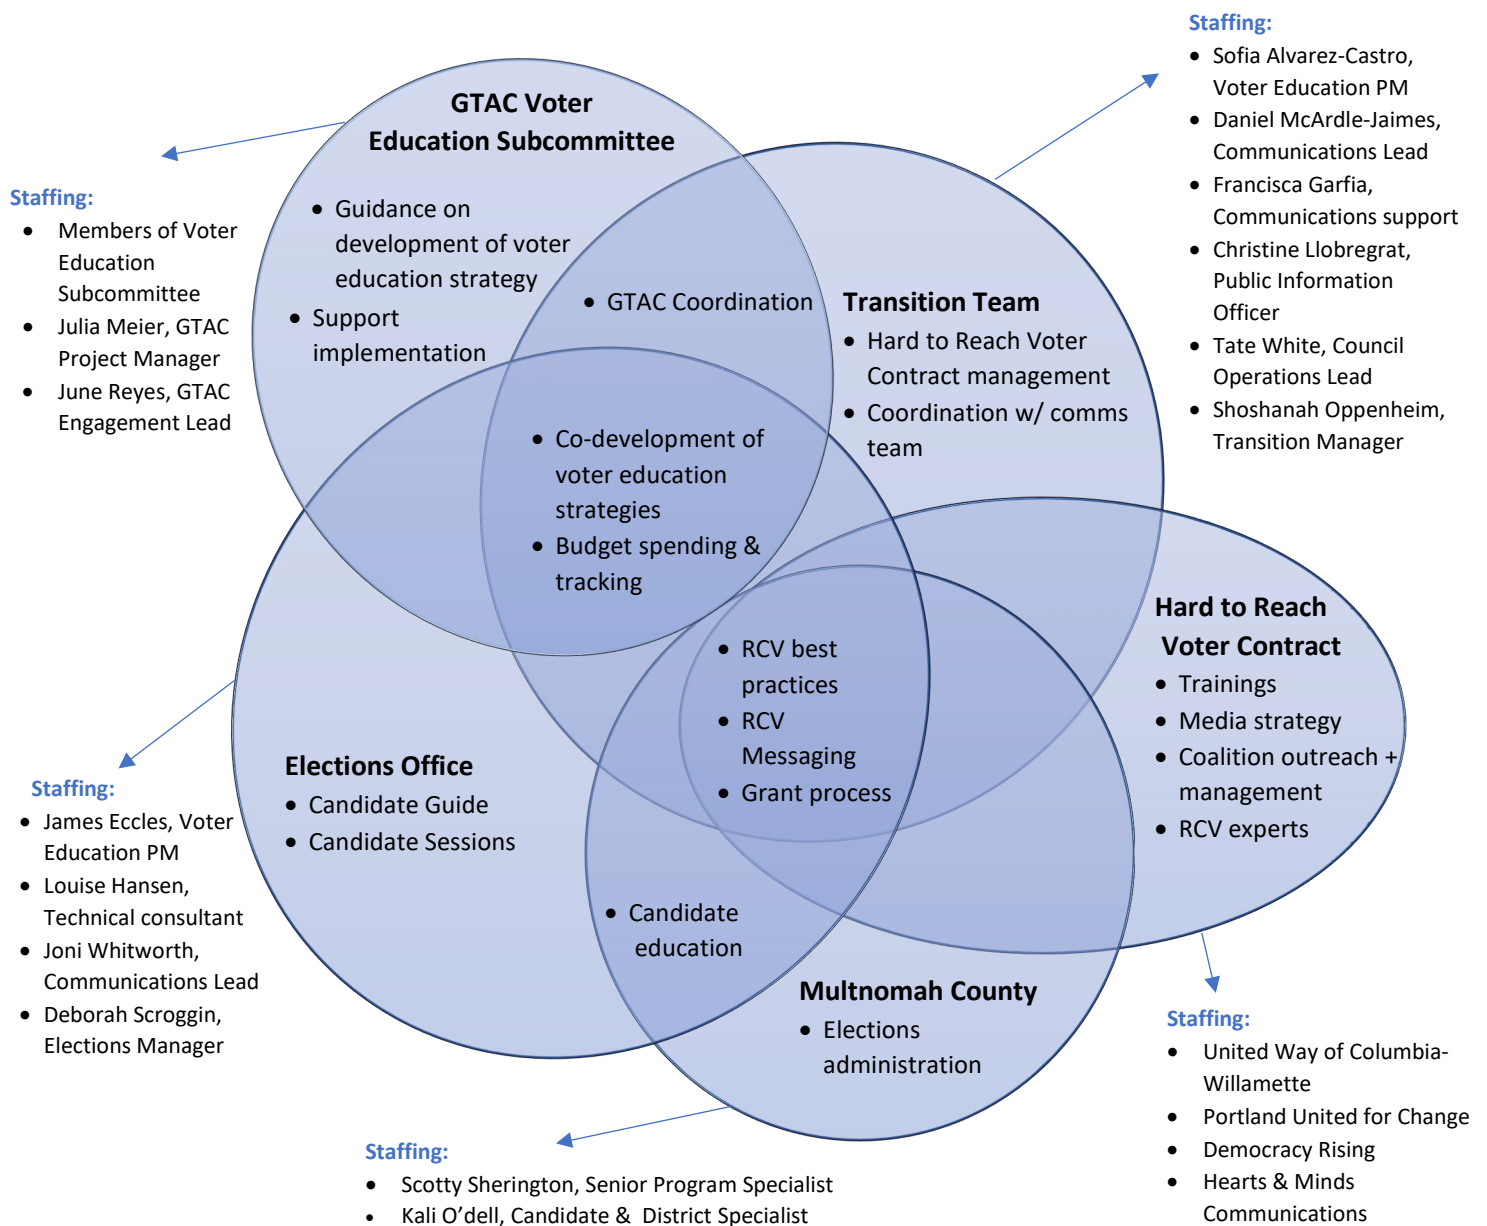 GTAC Voter
Education Subcommittee
• Guidance on
development of voter
education strategy
• Support
implementation
Staffing:
• Members of Voter
Education
Subcommittee
• Julia Meier, GTAC
Project Manager
• June Reyes, GTAC
Engagement Lead
• GTAC Coordination
Transition Team
• Hard to Reach Voter
Contract management
• Coordination w/ comms
team
Staffing:
• Sofia Alvarez-Castro,
Voter Education PM
• Daniel McArdle-Jaimes,
Communications Lead
• Francisca Garfia,
Communications support
• Christine Llobregrat,
Public Information
Officer
• Tate White, Council
Operations Lead
• Shoshanah Oppenheim,
Transition Manager
• Co-development of
voter education
strategies
• Budget spending &
tracking
• RCV best
practices
• RCV
Messaging
• Grant process
Hard to Reach
Voter Contract
• Trainings
• Media strategy
• Coalition outreach +
management
• RCV experts
Elections Office
• Candidate Guide
• Candidate Sessions
Staffing:
• James Eccles, Voter
Education PM
• Louise Hansen,
Technical consultant
• Joni Whitworth,
Communications Lead
• Deborah Scroggin,
Elections Manager
• Candidate
education
Multnomah County
• Elections
administration
Staffing:
• Scotty Sherington, Senior Program Specialist
• Kali O’dell, Candidate & District Specialist
Staffing:
• United Way of Columbia-
Willamette
• Portland United for Change
• Democracy Rising
• Hearts & Minds
Communications